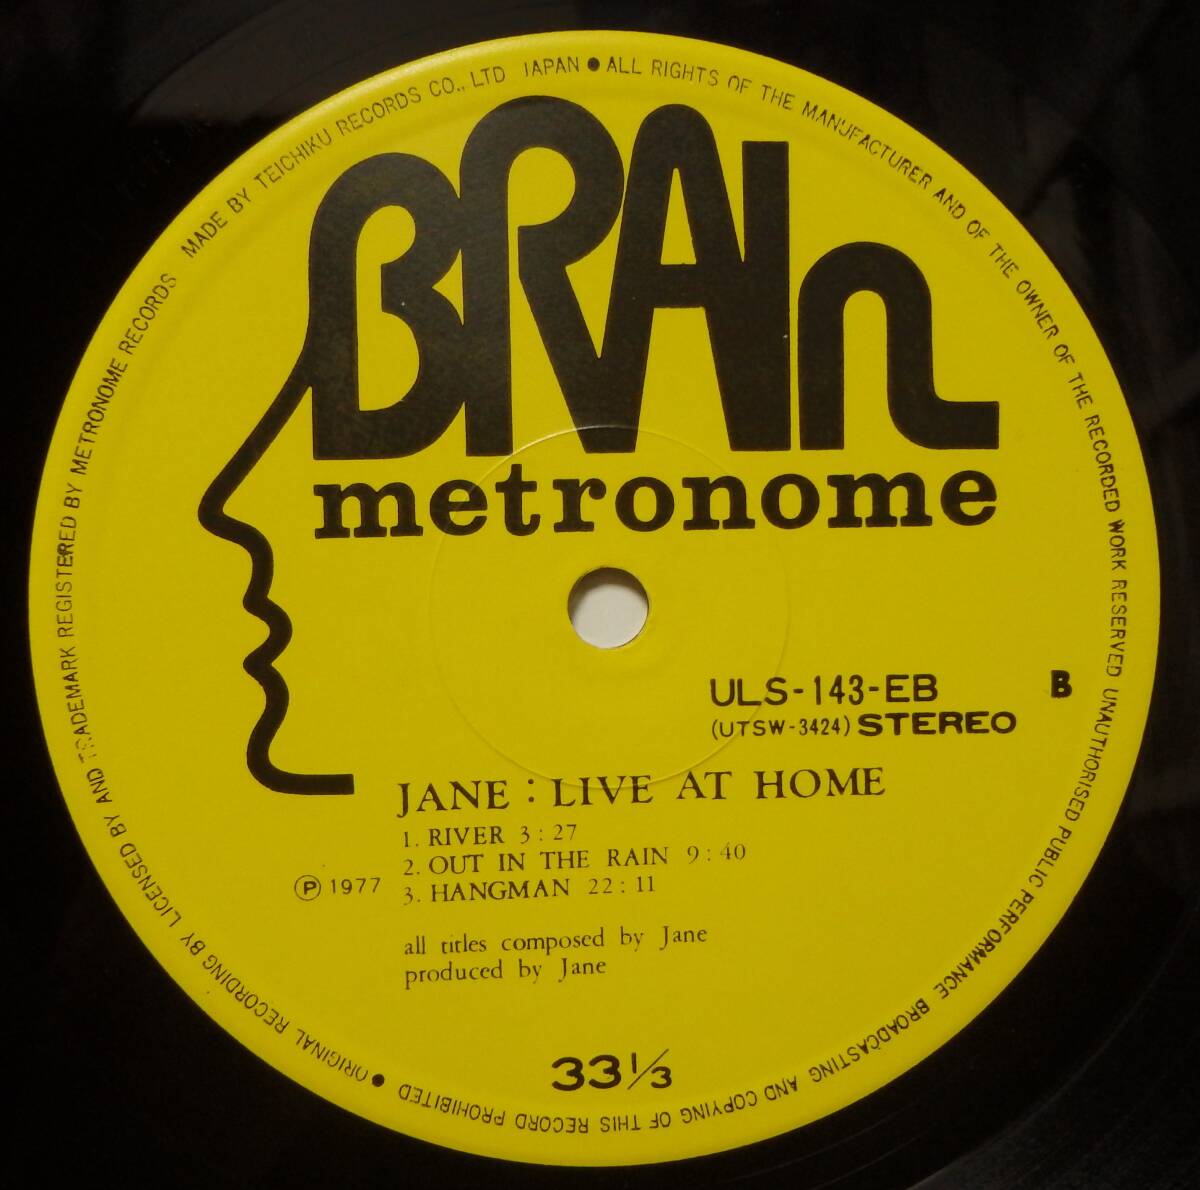 MADE BY TEICHIKU RECORDS CO., LTD JAPAN ● ALL RIGHTS OF THE MANUFACTURER AND OF THE OWNER OF THE RECORDED WORK RESERVED UNAUTHORISED PUBLIC PERFORMANCE BROADCASTING AND COPYING OF THIS RECORD PROHIBITED ● ORIGINAL RECORDING BY LICENSED BY AND TRADEMARK REGISTERED BY METRONOME RECORDS
BRAIn
metronome
ULS-143-EB B
(UTSW-3424) STEREO
JANE : LIVE AT HOME
1. RIVER 3 : 27
2. OUT IN THE RAIN 9 : 40
℗ 1977 3. HANGMAN 22 : 11
all titles composed by Jane
produced by Jane
33⅓